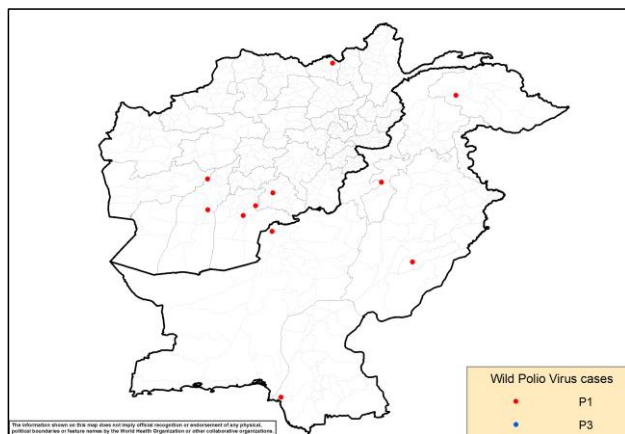 Wild Polio Virus cases
P1
P3
The information shown on this map does not imply official recognition or endorsement of any physical,
political boundaries or feature names by the World Health Organization or other collaborative organizations.